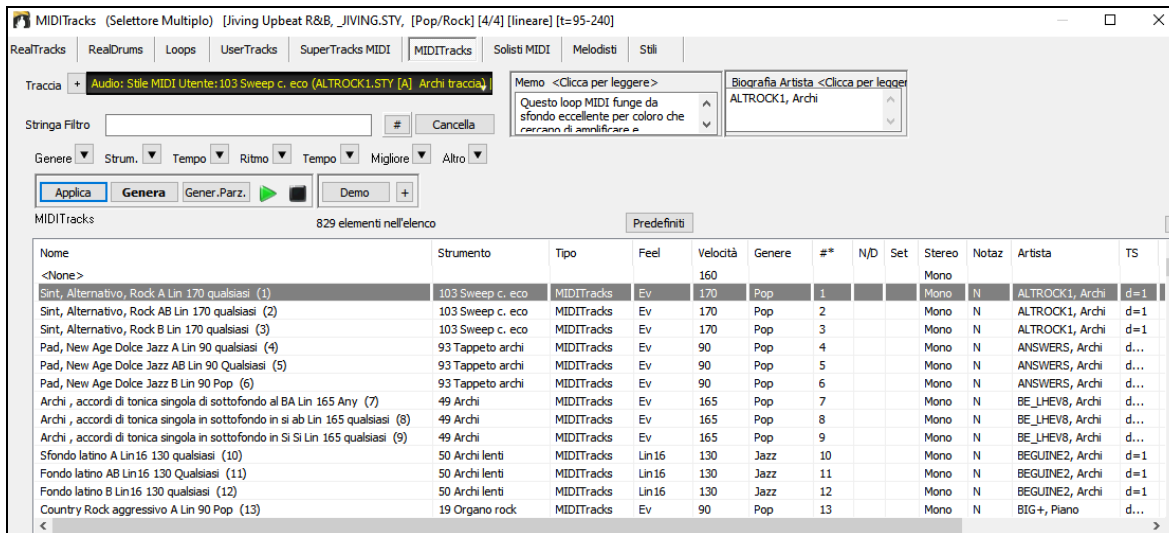 MIDITracks (Selettore Multiplo) [Jiving Upbeat R&B, _JIVING.STY, [Pop/Rock] [4/4] [lineare] [t=95-240]
RealTracks RealDrums Loops UserTracks SuperTracks MIDI MIDITracks Solisti MIDI Melodisti Stili
Traccia + Audio: Stile MIDI Utente:103 Sweep c. eco (ALTROCK1.STY [A] Archi traccia)
Memo <Clicca per leggere>
Questo loop MIDI funge da
sfondo eccellente per coloro che
cercano di amplificare e
Biografia Artista <Clicca per legger
ALTROCK1, Archi
Stringa Filtro # Cancella
Genere Strum. Tempo Ritmo Tempo Migliore Altro
Applica Genera Gener.Parz. Demo +
MIDITracks 829 elementi nell'elenco Predefiniti
Nome Strumento Tipo Feel Velocità Genere #* N/D Set Stereo Notaz Artista TS
<None> 160 Mono
Sint, Alternativo, Rock A Lin 170 qualsiasi (1) 103 Sweep c. eco MIDITracks Ev 170 Pop 1 Mono N ALTROCK1, Archi d=1
Sint, Alternativo, Rock AB Lin 170 qualsiasi (2) 103 Sweep c. eco MIDITracks Ev 170 Pop 2 Mono N ALTROCK1, Archi d=1
Sint, Alternativo, Rock B Lin 170 qualsiasi (3) 103 Sweep c. eco MIDITracks Ev 170 Pop 3 Mono N ALTROCK1, Archi d=1
Pad, New Age Dolce Jazz A Lin 90 qualsiasi (4) 93 Tappeto archi MIDITracks Ev 90 Pop 4 Mono N ANSWERS, Archi d...
Pad, New Age Dolce Jazz AB Lin 90 Qualsiasi (5) 93 Tappeto archi MIDITracks Ev 90 Pop 5 Mono N ANSWERS, Archi d...
Pad, New Age Dolce Jazz B Lin 90 Pop (6) 93 Tappeto archi MIDITracks Ev 90 Pop 6 Mono N ANSWERS, Archi d...
Archi , accordi di tonica singola di sottofondo al BA Lin 165 Any (7) 49 Archi MIDITracks Ev 165 Pop 7 Mono N BE_LHEV8, Archi d...
Archi , accordi di tonica singola in sottofondo in si ab Lin 165 qualsiasi (8) 49 Archi MIDITracks Ev 165 Pop 8 Mono N BE_LHEV8, Archi d...
Archi , accordi di tonica singola in sottofondo in Si Si Lin 165 qualsiasi (9) 49 Archi MIDITracks Ev 165 Pop 9 Mono N BE_LHEV8, Archi d...
Sfondo latino A Lin16 130 qualsiasi (10) 50 Archi lenti MIDITracks Lin16 130 Jazz 10 Mono N BEGUINE2, Archi d=1
Fondo latino AB Lin16 130 Qualsiasi (11) 50 Archi lenti MIDITracks Lin16 130 Jazz 11 Mono N BEGUINE2, Archi d=1
Fondo latino B Lin16 130 qualsiasi (12) 50 Archi lenti MIDITracks Lin16 130 Jazz 12 Mono N BEGUINE2, Archi d=1
Country Rock aggressivo A Lin 90 Pop (13) 19 Organo rock MIDITracks Ev 90 Pop 13 Mono N BIG+, Piano d...